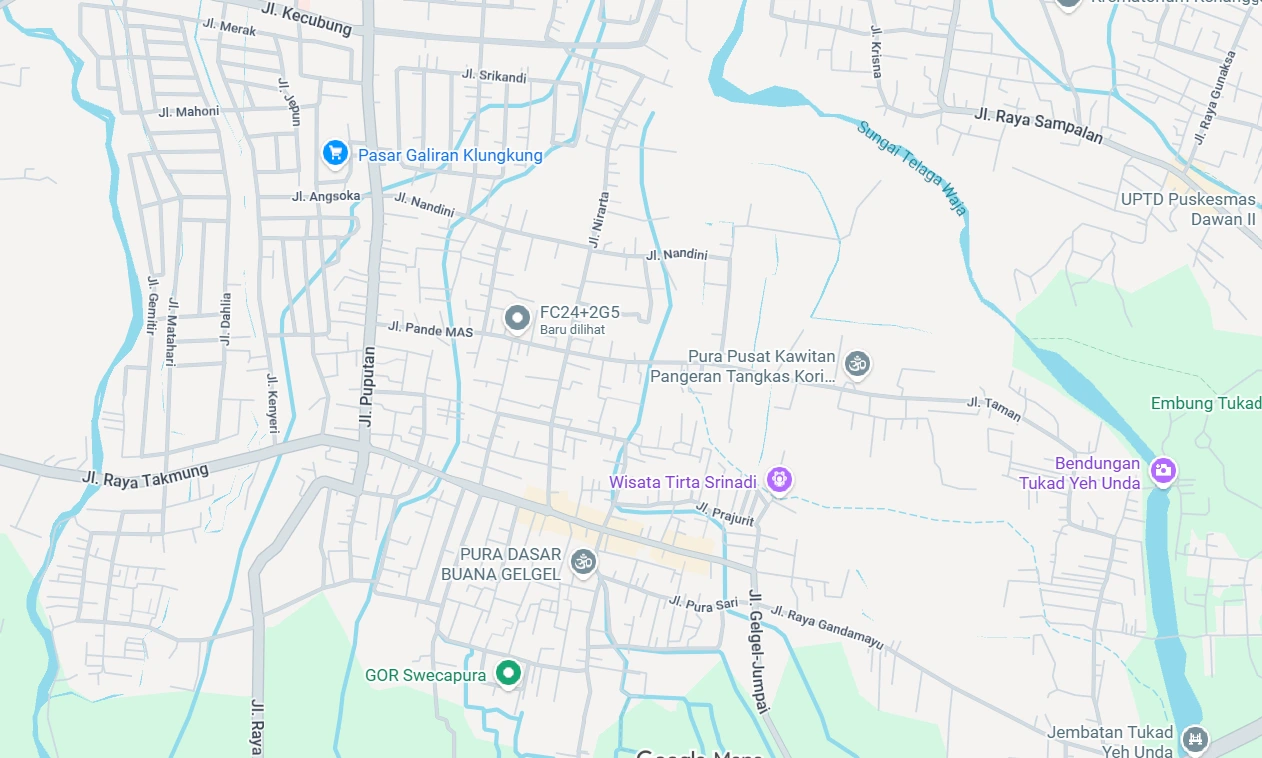 Jl. Kecubung
Jl. Merak
Jl. Krisna
Jl. Raya Gunaksa
Jl. Srikandi
Jl. Jepun
Jl. Mahoni
Jl. Raya Sampalan
Sungai Telaga Waja
Pasar Galiran Klungkung
Jl. Angsoka
Jl. Nandini
Jl. Nirarta
UPTD Puskesmas
Dawan II
Jl. Nandini
Jl. Gemitir
Jl. Matahari
Jl. Dahlia
FC24+2G5
Baru dilihat
Jl. Pande MAS
Jl. Puputan
Pura Pusat Kawitan
Pangeran Tangkas Kori...
Jl. Kenyeri
Jl. Taman
Embung Tukad
Jl. Raya Takmung
Bendungan
Tukad Yeh Unda
Wisata Tirta Srinadi
Jl. Prajurit
PURA DASAR
BUANA GELGEL
Jl. Pura Sari
Jl. Raya Gandamayu
Jl. Gelgel-Jumpai
GOR Swecapura
Jl. Raya
Jembatan Tukad
Yeh Unda
Google Maps